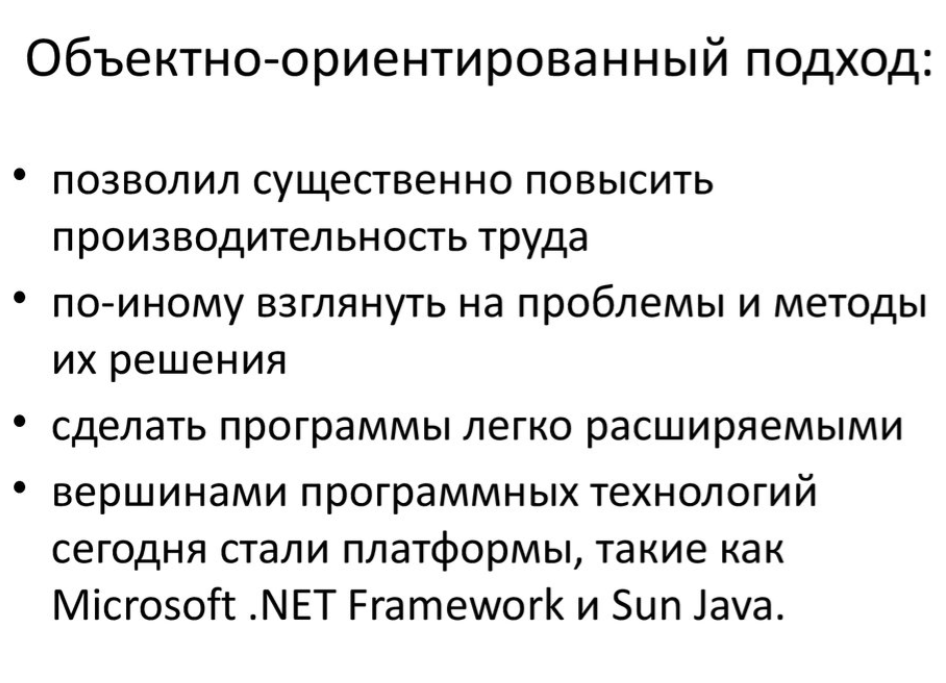 Объектно-ориентированный подход:
• позволил существенно повысить
производительность труда
• по-иному взглянуть на проблемы и методы
их решения
• сделать программы легко расширяемыми
• вершинами программных технологий
сегодня стали платформы, такие как
Microsoft .NET Framework и Sun Java.